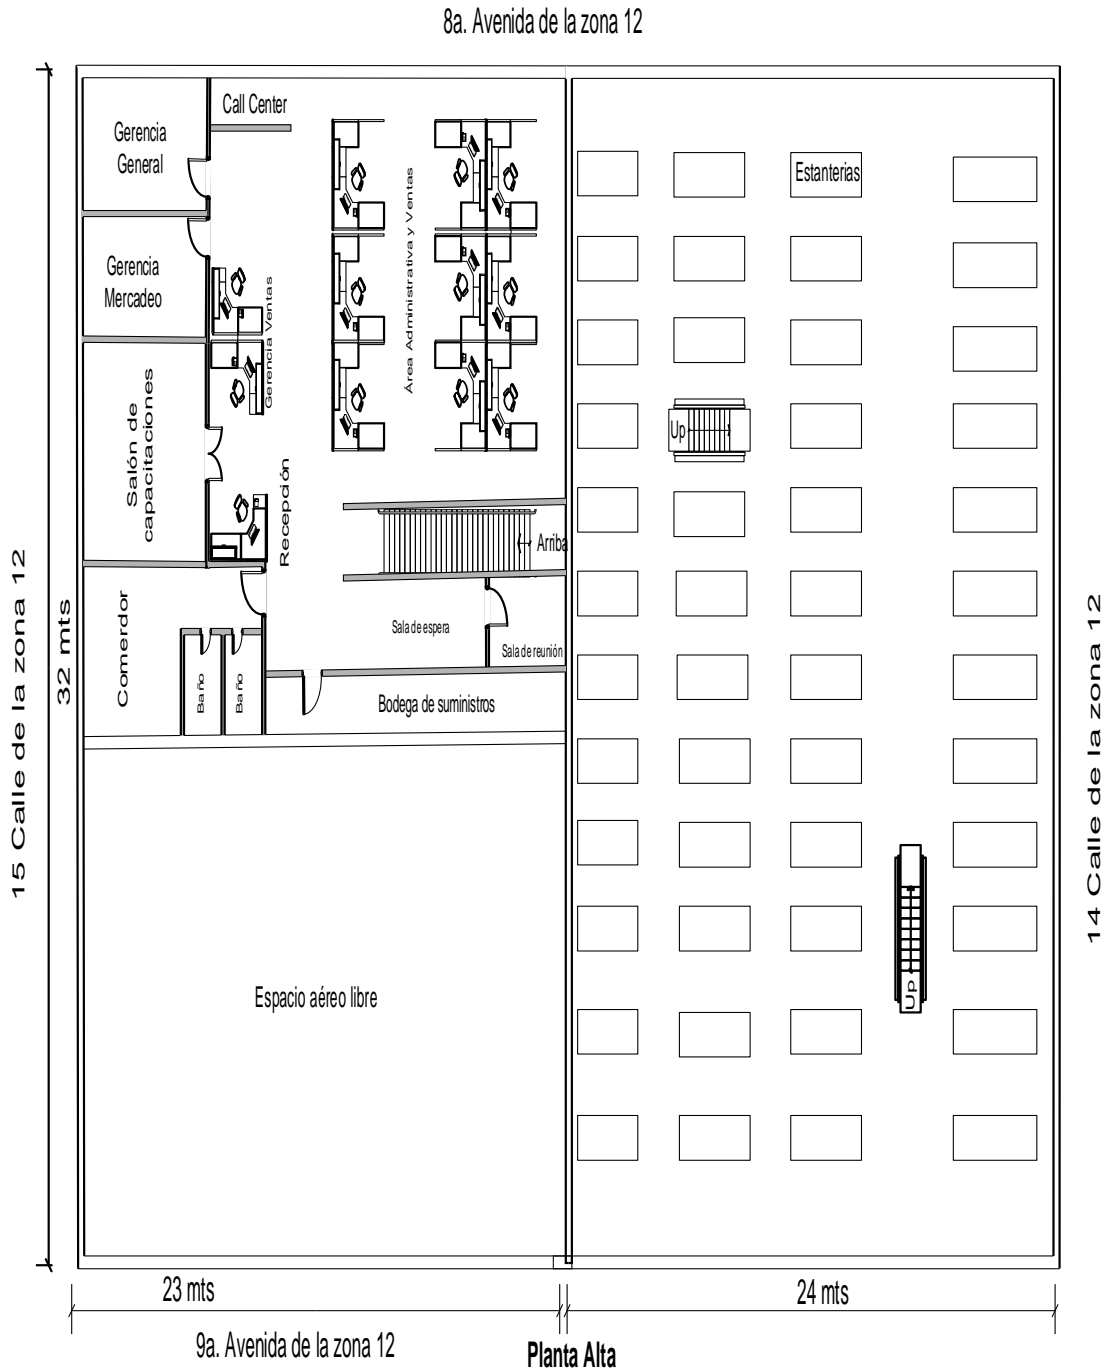 8a. Avenida de la zona 12
Call Center
Gerencia
General
Estanterias
Gerencia
Mercadeo
Gerencia Ventas
Área Administrativa y Ventas
Salón de
capacitaciones
Up
Recepción
Arriba
15 Calle de la zona 12
32 mts
14 Calle de la zona 12
Comerdor
Sala de espera
Sala de reunión
Baño
Baño
Bodega de suministros
Espacio aéreo libre
Up
23 mts
24 mts
9a. Avenida de la zona 12
Planta Alta